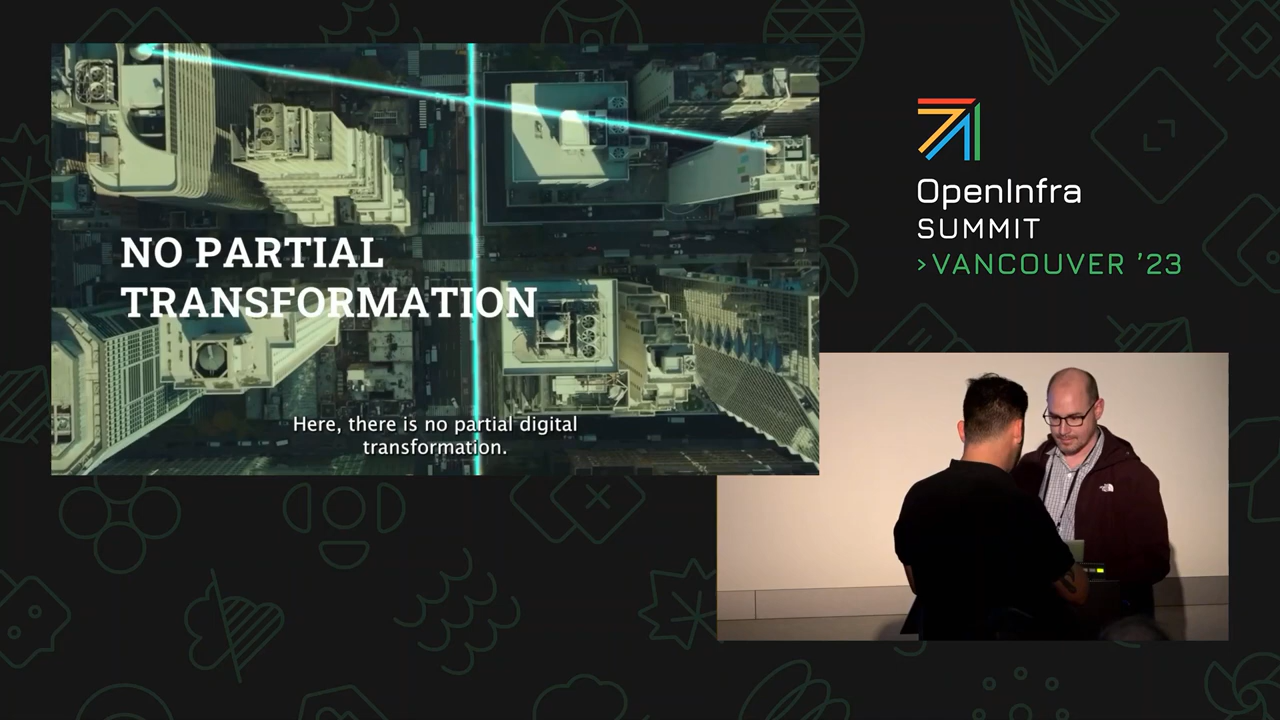 NO PARTIAL
TRANSFORMATION
Here, there is no partial digital
transformation.
OpenInfra
SUMMIT
>VANCOUVER '23